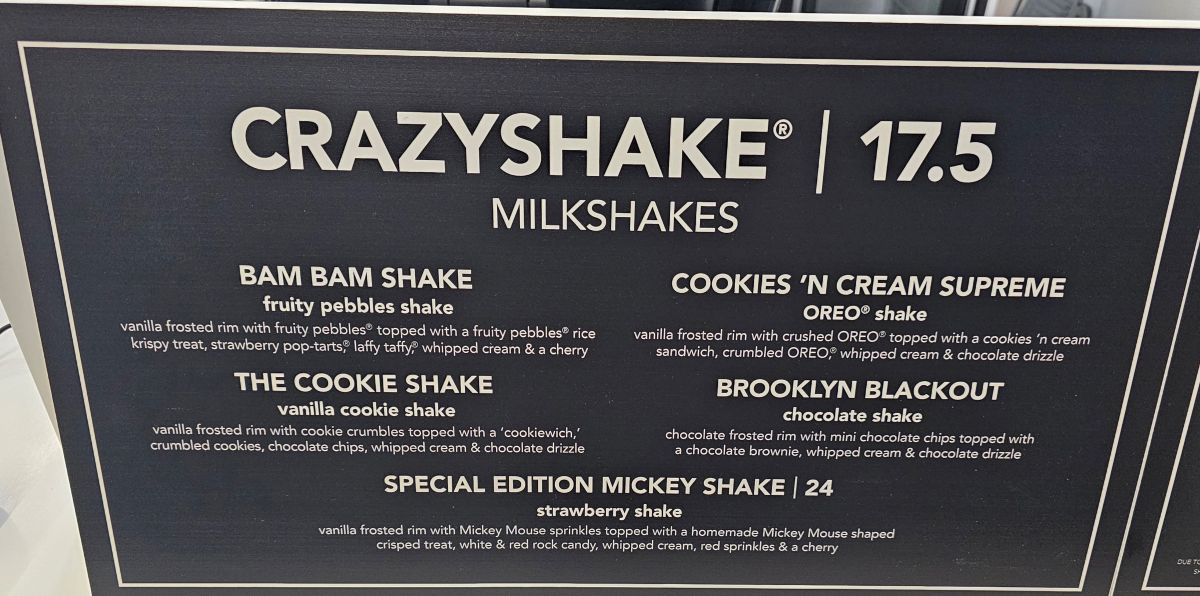 CRAZYSHAKE® | 17.5
MILKSHAKES
BAM BAM SHAKE
fruity pebbles shake
vanilla frosted rim with fruity pebbles® topped with a fruity pebbles® rice
krispy treat, strawberry pop-tarts,® laffy taffy,® whipped cream & a cherry
COOKIES 'N CREAM SUPREME
OREO® shake
vanilla frosted rim with crushed OREO® topped with a cookies 'n cream
sandwich, crumbled OREO,® whipped cream & chocolate drizzle
THE COOKIE SHAKE
vanilla cookie shake
vanilla frosted rim with cookie crumbles topped with a 'cookiewich,'
crumbled cookies, chocolate chips, whipped cream & chocolate drizzle
BROOKLYN BLACKOUT
chocolate shake
chocolate frosted rim with mini chocolate chips topped with
a chocolate brownie, whipped cream & chocolate drizzle
SPECIAL EDITION MICKEY SHAKE | 24
strawberry shake
vanilla frosted rim with Mickey Mouse sprinkles topped with a homemade Mickey Mouse shaped
crisped treat, white & red rock candy, whipped cream, red sprinkles & a cherry
DUE